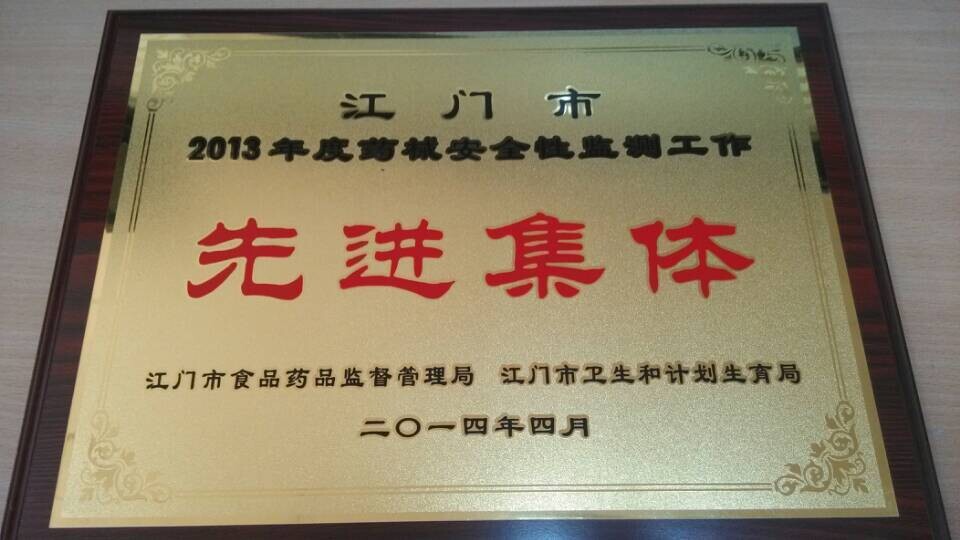 江门市
2013年度药械安全性监测工作
先进集体
江门市食品药品监督管理局 江门市卫生和计划生育局
二〇一四年四月